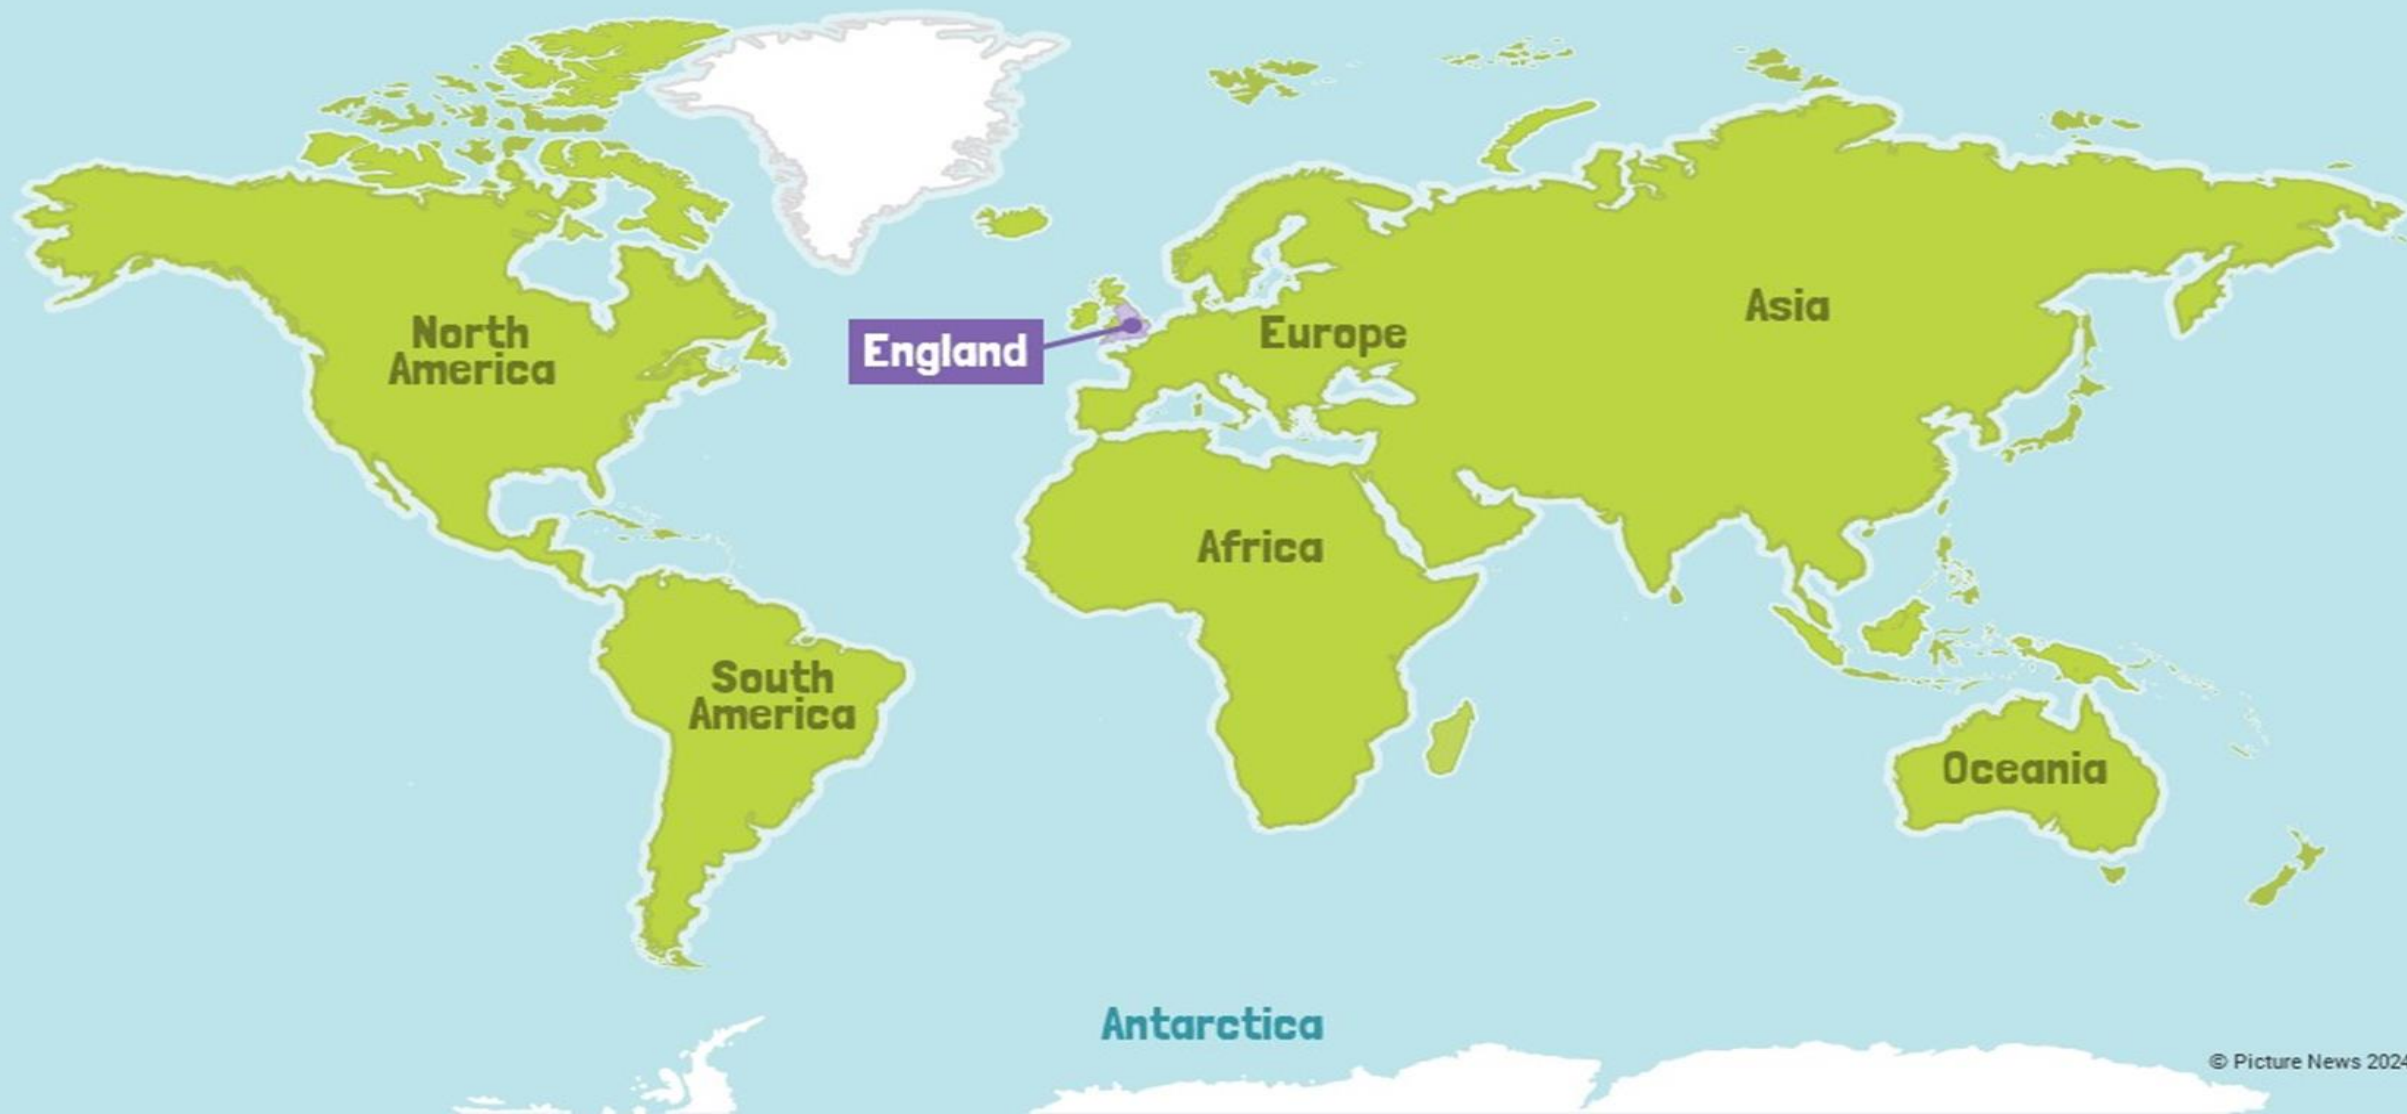 North
America
England
Europe
Asia
Africa
South
America
Oceania
Antarctica
© Picture News 2024